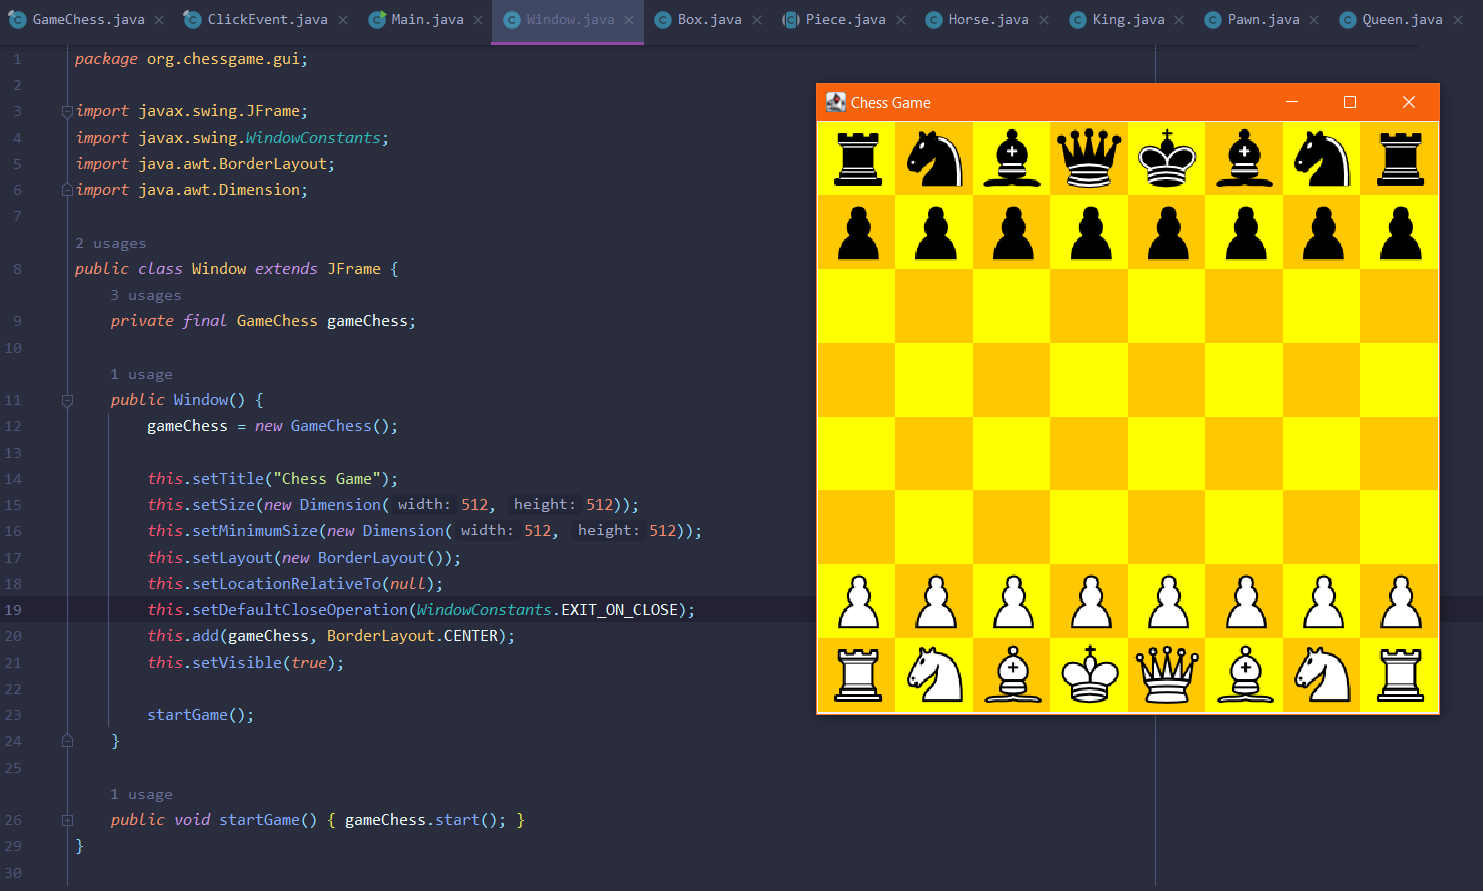 GameChess.java ClickEvent.java Main.java Window.java Box.java Piece.java Horse.java King.java Pawn.java Queen.java
1 package org.chessgame.gui;
2
3 import javax.swing.JFrame;
4 import javax.swing.WindowConstants;
5 import java.awt.BorderLayout;
6 import java.awt.Dimension;
7
2 usages
8 public class Window extends JFrame {
3 usages
9 private final GameChess gameChess;
10
1 usage
11 public Window() {
12 gameChess = new GameChess();
13
14 this.setTitle("Chess Game");
15 this.setSize(new Dimension( width: 512, height: 512));
16 this.setMinimumSize(new Dimension( width: 512, height: 512));
17 this.setLayout(new BorderLayout());
18 this.setLocationRelativeTo(null);
19 this.setDefaultCloseOperation(WindowConstants.EXIT_ON_CLOSE);
20 this.add(gameChess, BorderLayout.CENTER);
21 this.setVisible(true);
22
23 startGame();
24 }
25
1 usage
26 public void startGame() { gameChess.start(); }
29 }
30
Chess Game